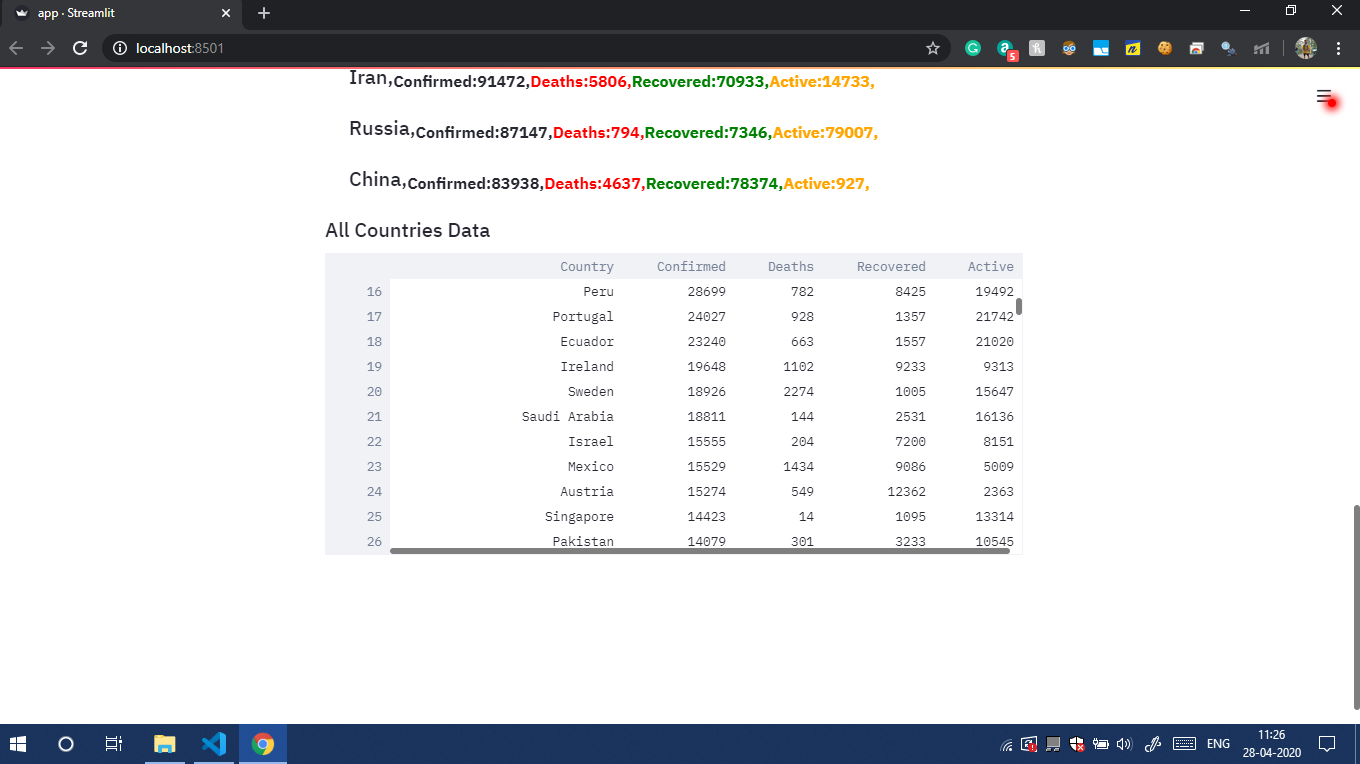 app · Streamlit
localhost:8501
5
Iran,Confirmed:91472,Deaths:5806,Recovered:70933,Active:14733,
Russia,Confirmed:87147,Deaths:794,Recovered:7346,Active:79007,
China,Confirmed:83938,Deaths:4637,Recovered:78374,Active:927,
All Countries Data
Country Confirmed Deaths Recovered Active
16 Peru 28699 782 8425 19492
17 Portugal 24027 928 1357 21742
18 Ecuador 23240 663 1557 21020
19 Ireland 19648 1102 9233 9313
20 Sweden 18926 2274 1005 15647
21 Saudi Arabia 18811 144 2531 16136
22 Israel 15555 204 7200 8151
23 Mexico 15529 1434 9086 5009
24 Austria 15274 549 12362 2363
25 Singapore 14423 14 1095 13314
26 Pakistan 14079 301 3233 10545
ENG
11:26
28-04-2020